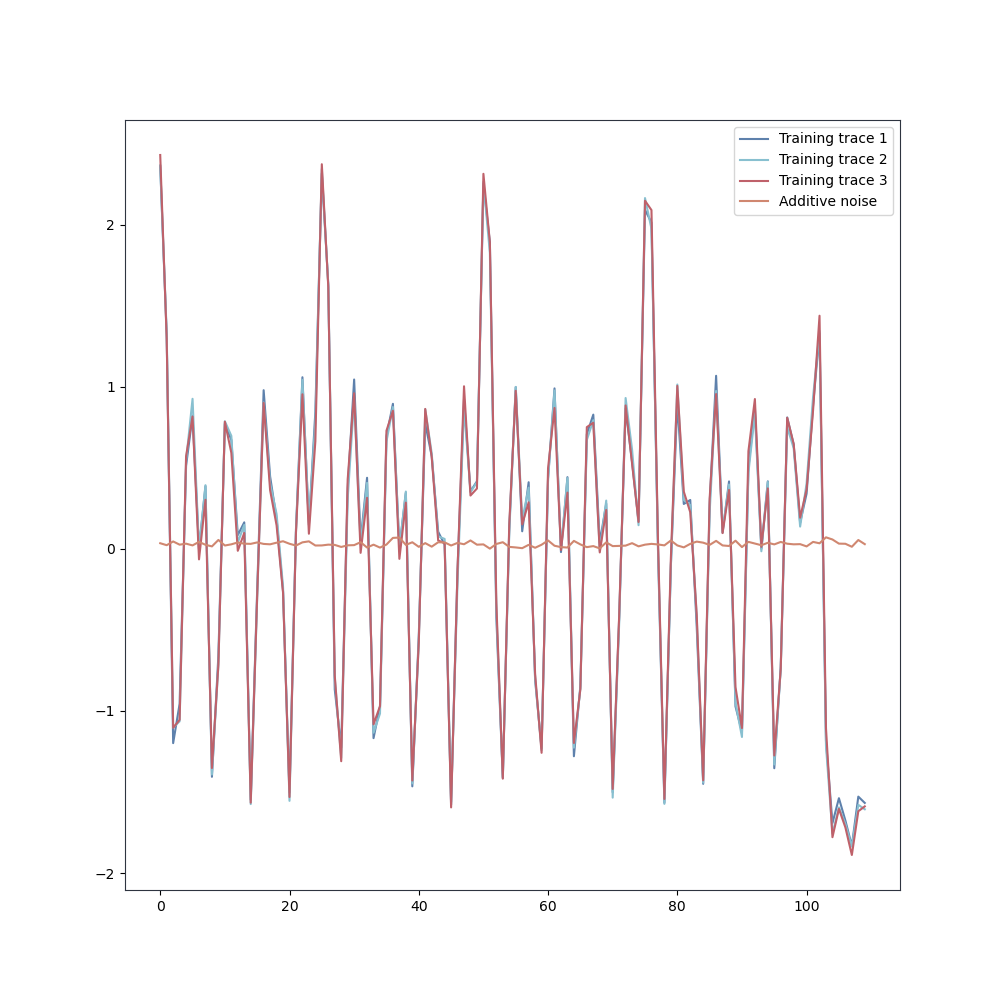 Training trace 1
Training trace 2
Training trace 3
Additive noise
2
1
0
−1
−2
0 20 40 60 80 100